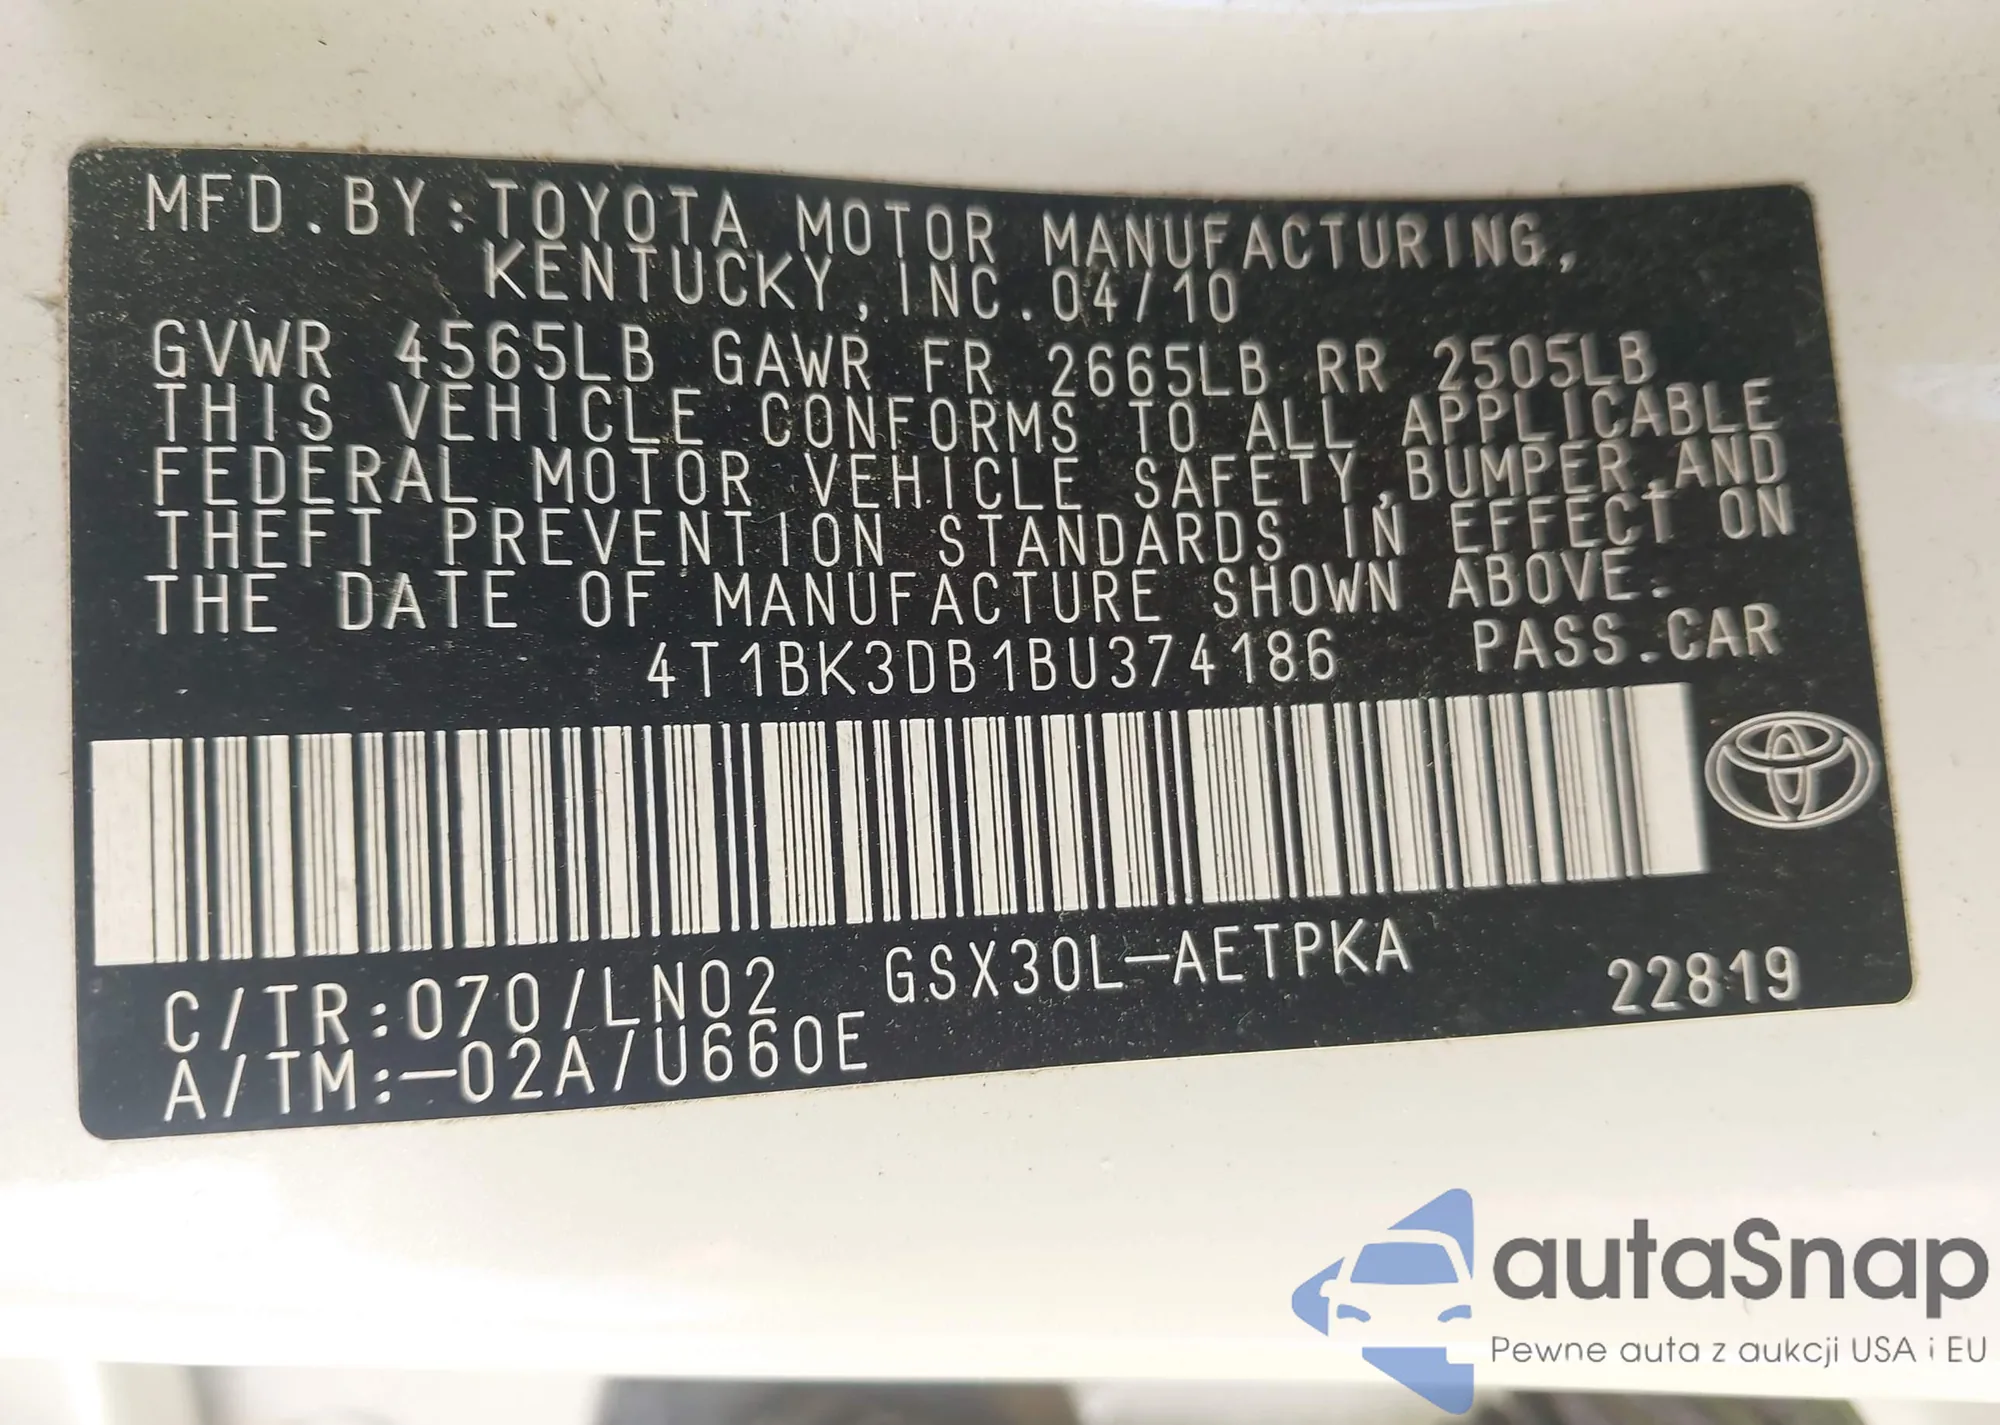 MFD.BY:TOYOTA MOTOR MANUFACTURING,
KENTUCKY,INC.04/10
GVWR 4565LB GAWR FR 2665LB RR 2505LB
THIS VEHICLE CONFORMS TO ALL APPLICABLE
FEDERAL MOTOR VEHICLE SAFETY,BUMPER,AND
THEFT PREVENTION STANDARDS IN EFFECT ON
THE DATE OF MANUFACTURE SHOWN ABOVE.
4T1BK3DB1BU374186 PASS.CAR
C/TR:070/LN02 GSX30L-AETPKA 22819
A/TM:-02A/U660E
autaSnap
Pewne auta z aukcji USA i EU